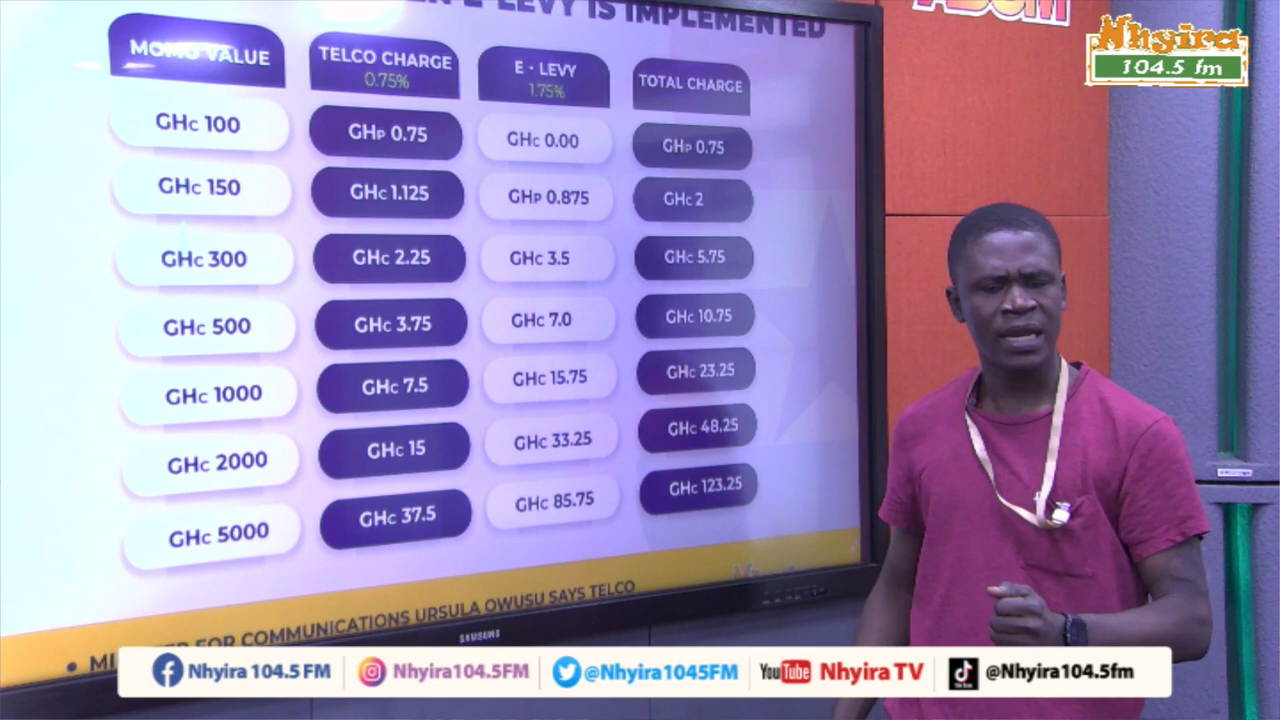 E-LEVY IS IMPLEMENTED
MOMO VALUE TELCO CHARGE 0.75% E - LEVY 1.75% TOTAL CHARGE
GHC 100 GHP 0.75 GHC 0.00 GHP 0.75
GHC 150 GHC 1.125 GHP 0.875 GHC 2
GHC 300 GHC 2.25 GHC 3.5 GHC 5.75
GHC 500 GHC 3.75 GHC 7.0 GHC 10.75
GHC 1000 GHC 7.5 GHC 15.75 GHC 23.25
GHC 2000 GHC 15 GHC 33.25 GHC 48.25
GHC 5000 GHC 37.5 GHC 85.75 GHC 123.25
FOR COMMUNICATIONS URSULA OWUSU SAYS TELCO
SAMSUNG
Nhyira
104.5 fm
Nhyira 104.5 FM Nhyira104.5FM @Nhyira1045FM YouTube Nhyira TV @Nhyira104.5fm